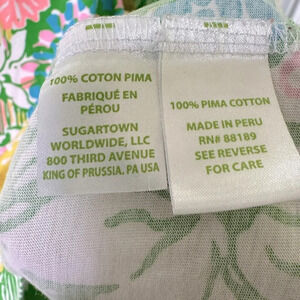 100% COTON PIMA
FABRIQUÉ EN
PÉROU
SUGARTOWN
WORLDWIDE, LLC
800 THIRD AVENUE
KING OF PRUSSIA, PA USA
100% PIMA COTTON
MADE IN PERU
RN# 88189
SEE REVERSE
FOR CARE